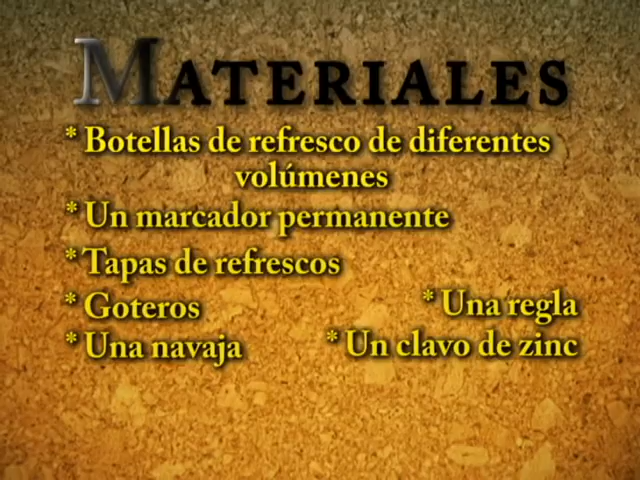 MATERIALES
* Botellas de refresco de diferentes
volúmenes
* Un marcador permanente
* Tapas de refrescos
* Goteros
* Una regla
* Una navaja
* Un clavo de zinc